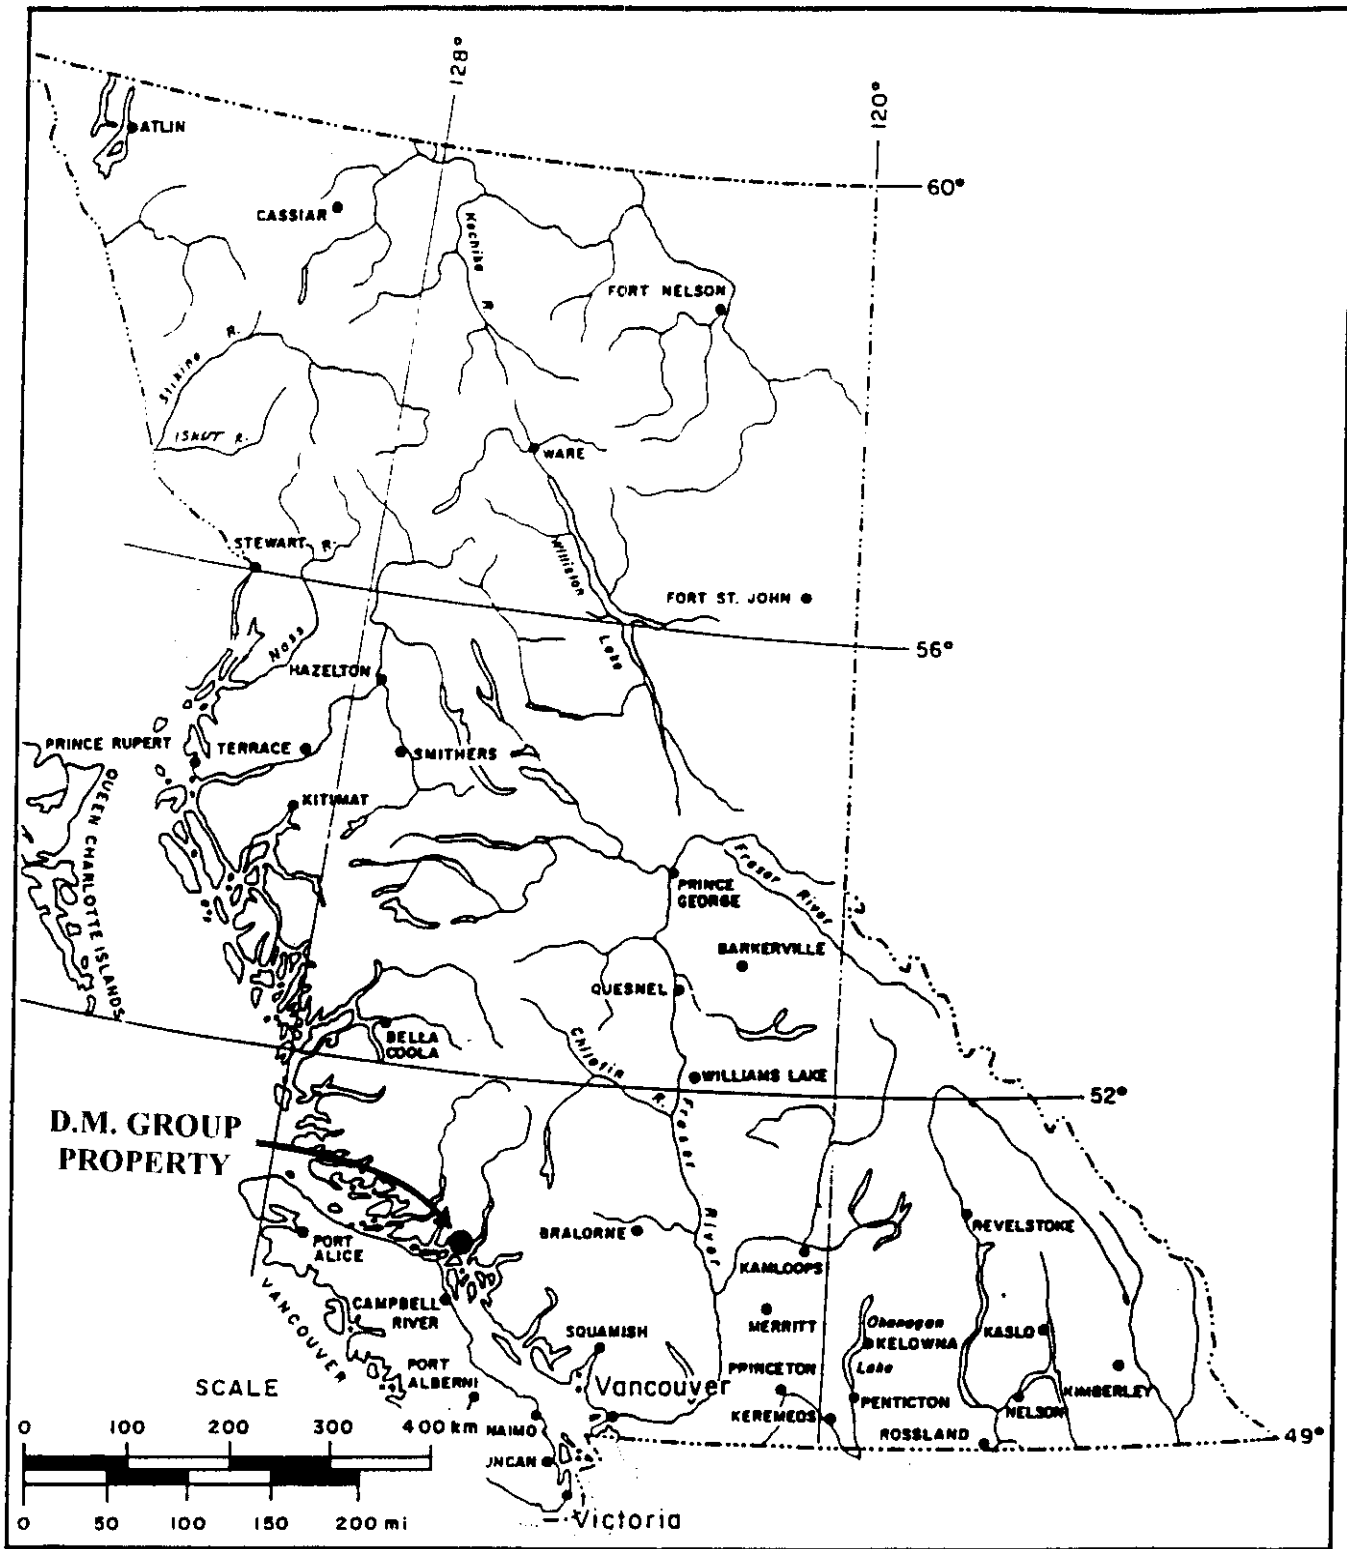 128°
120°
ATLIN
60°
CASSIAR
Kechika
R.
FORT NELSON
Stikine
R.
ISKUT R.
WARE
STEWART
R.
Williston
Lake
FORT ST. JOHN
Nass
56°
HAZELTON
PRINCE RUPERT
TERRACE
SMITHERS
QUEEN CHARLOTTE ISLANDS
KITIMAT
Fraser River
PRINCE
GEORGE
BARKERVILLE
QUESNEL
BELLA
COOLA
Chilotin
R.
WILLIAMS LAKE
52°
D.M. GROUP
PROPERTY
Fraser
River
REVELSTOKE
BRALORNE
PORT
ALICE
KAMLOOPS
VANCOUVER
CAMPBELL
RIVER
MERRITT
Okanagan
KELOWNA
Lake
KASLO
SQUAMISH
PORT
ALBERNI
PRINCETON
KIMBERLEY
SCALE
Vancouver
PENTICTON
NELSON
KEREMEOS
0 100 200 300 400 km
NAIMO
ROSSLAND
49°
JNCAN
0 50 100 150 200 mi
Victoria